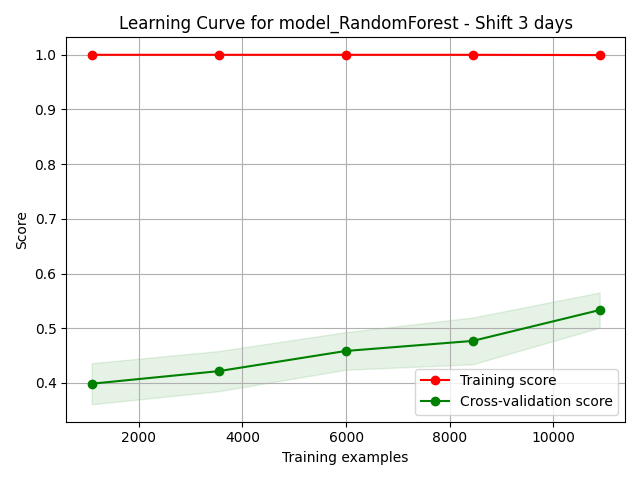 Learning Curve for model_RandomForest - Shift 3 days
Score
1.0
0.9
0.8
0.7
0.6
0.5
0.4
2000 4000 6000 8000 10000
Training examples
Training score
Cross-validation score